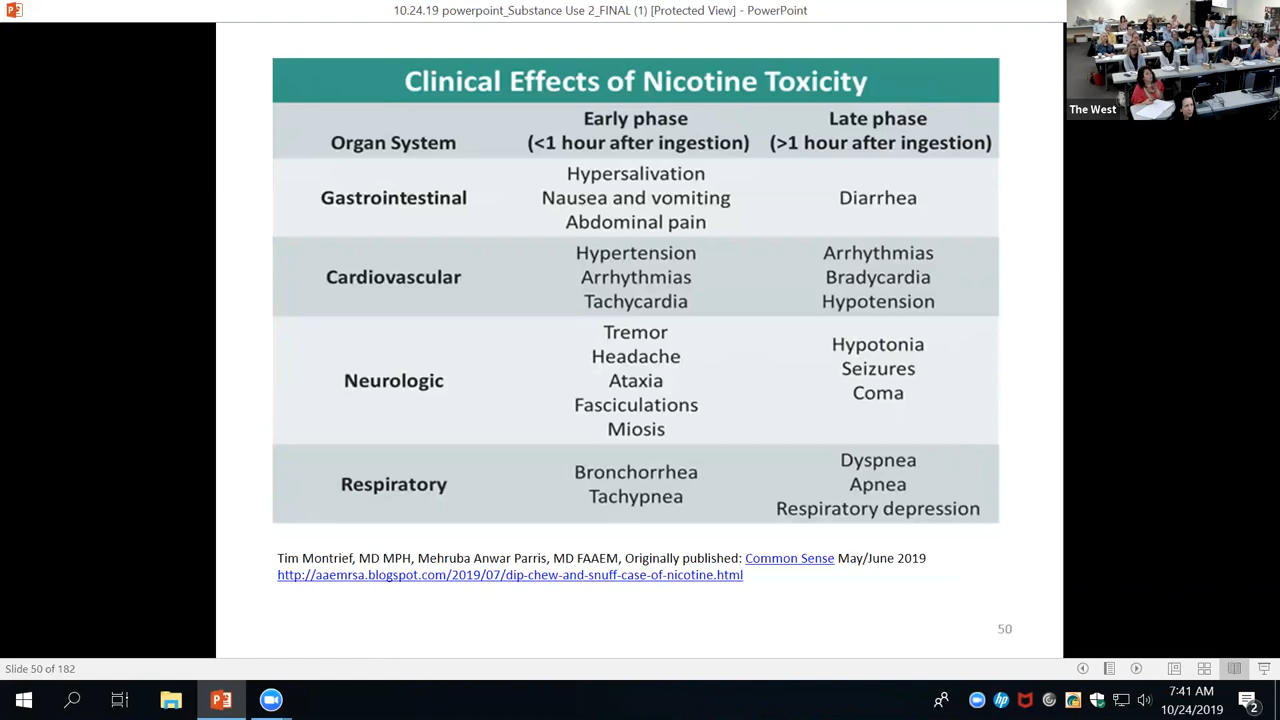 10.24.19 powerpoint_Substance Use 2_FINAL (1) [Protected View] - PowerPoint
The West
Clinical Effects of Nicotine Toxicity
Organ System
Early phase
(<1 hour after ingestion)
Late phase
(>1 hour after ingestion)
Gastrointestinal
Hypersalivation
Nausea and vomiting
Abdominal pain
Diarrhea
Cardiovascular
Hypertension
Arrhythmias
Tachycardia
Arrhythmias
Bradycardia
Hypotension
Neurologic
Tremor
Headache
Ataxia
Fasciculations
Miosis
Hypotonia
Seizures
Coma
Respiratory
Bronchorrhea
Tachypnea
Dyspnea
Apnea
Respiratory depression
Tim Montrief, MD MPH, Mehruba Anwar Parris, MD FAAEM, Originally published: Common Sense May/June 2019
http://aaemrsa.blogspot.com/2019/07/dip-chew-and-snuff-case-of-nicotine.html
50
Slide 50 of 182
7:41 AM
10/24/2019
2